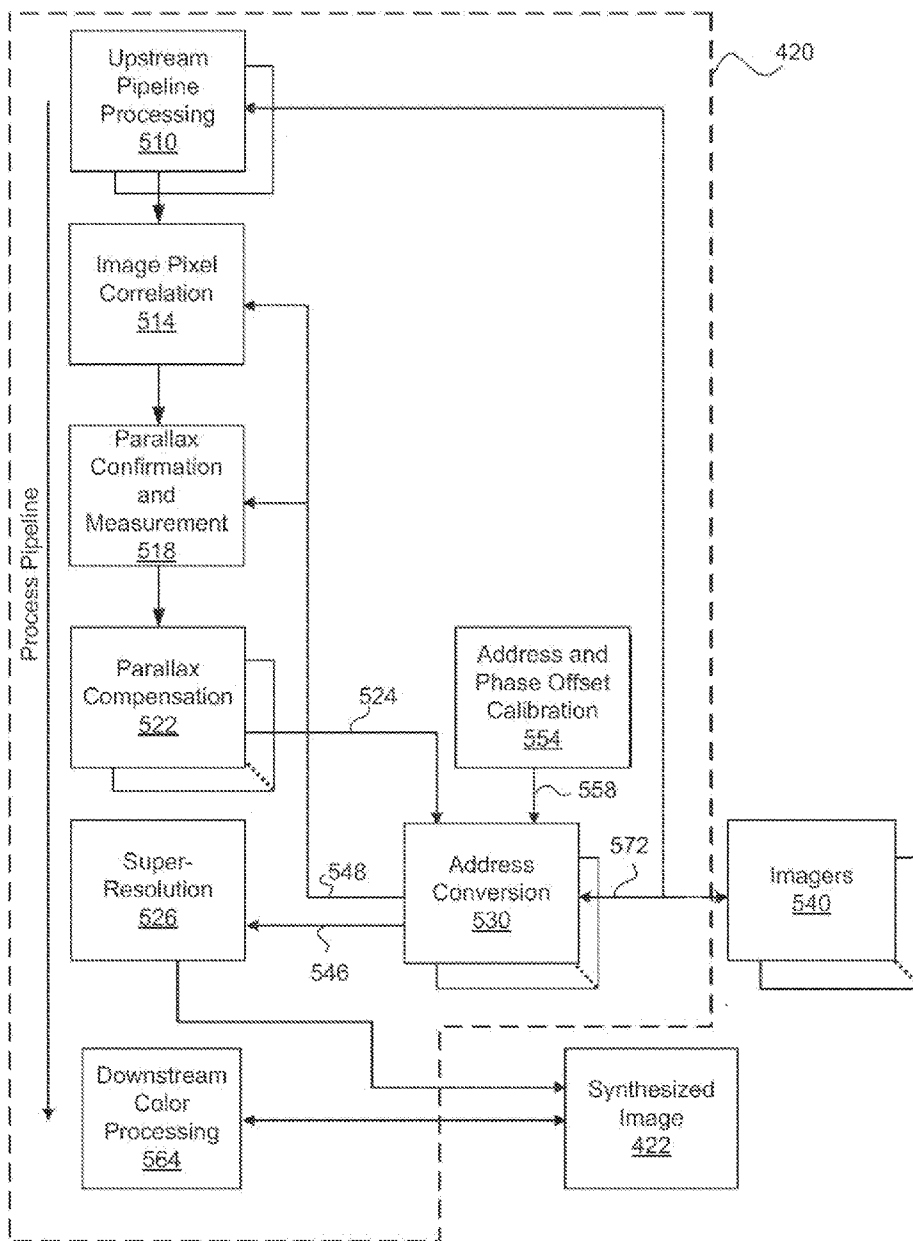 Upstream
Pipeline
Processing
510
420
Image Pixel
Correlation
514
Parallax
Confirmation
and
Measurement
518
Process Pipeline
Parallax
Compensation
522
524
Address and
Phase Offset
Calibration
554
558
Super-
Resolution
526
548
546
Address
Conversion
530
572
Imagers
540
Downstream
Color
Processing
564
Synthesized
Image
422